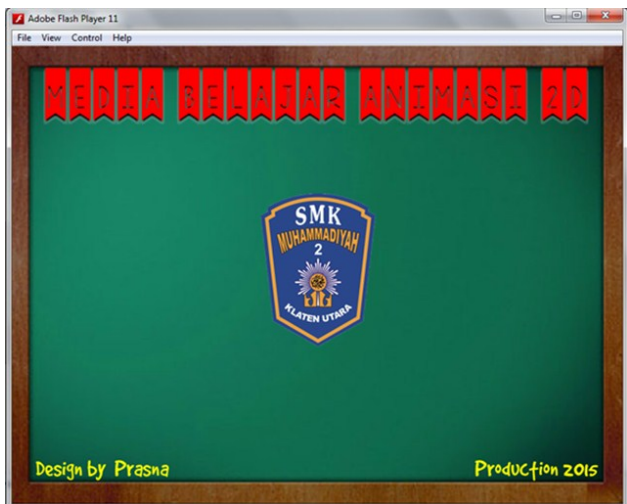 Adobe Flash Player 11
File View Control Help
MEDIA BELAJAR ANIMASI 2D
SMK
MUHAMMADIYAH
2
KLATEN UTARA
Design by Prasna
Production 2015